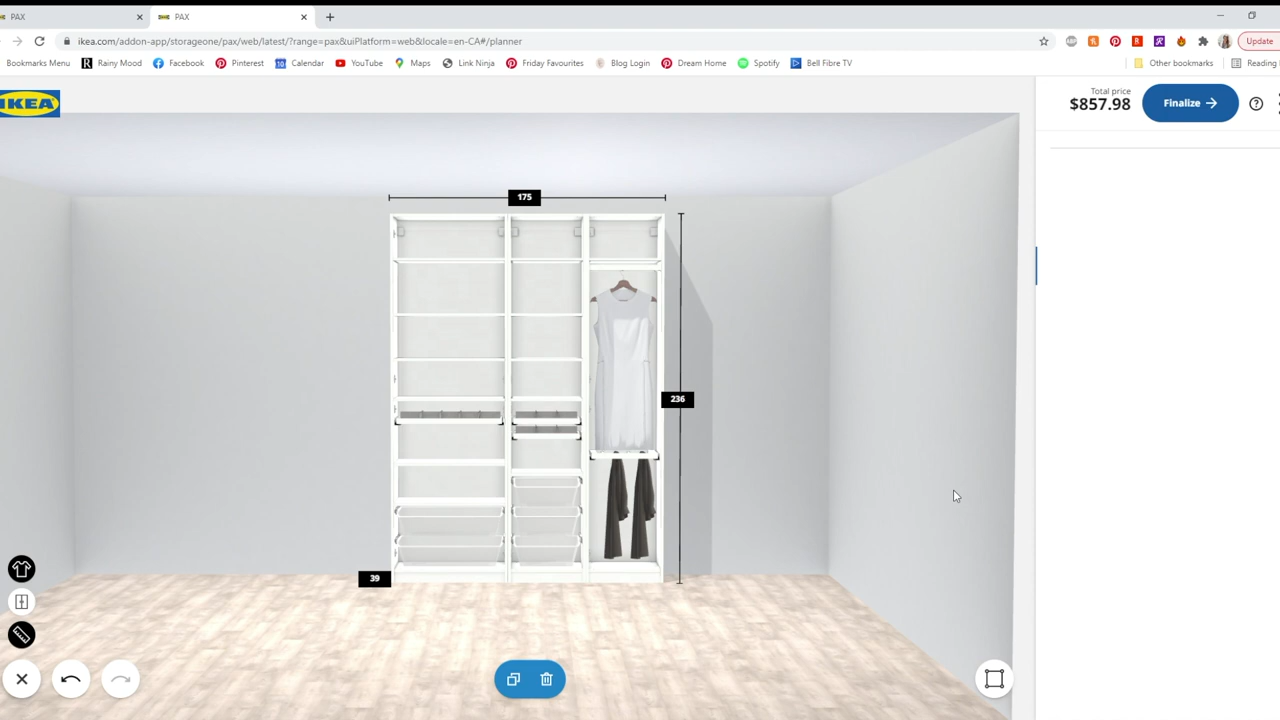 PAX
PAX
ikea.com/addon-app/storageone/pax/web/latest/?range=pax&uiPlatform=web&locale=en-CA#/planner
Update
Bookmarks Menu
Rainy Mood
Facebook
Pinterest
10
Calendar
YouTube
Maps
Link Ninja
Friday Favourites
Blog Login
Dream Home
Spotify
Bell Fibre TV
Other bookmarks
Reading
IKEA
Total price
$857.98
Finalize
175
236
39